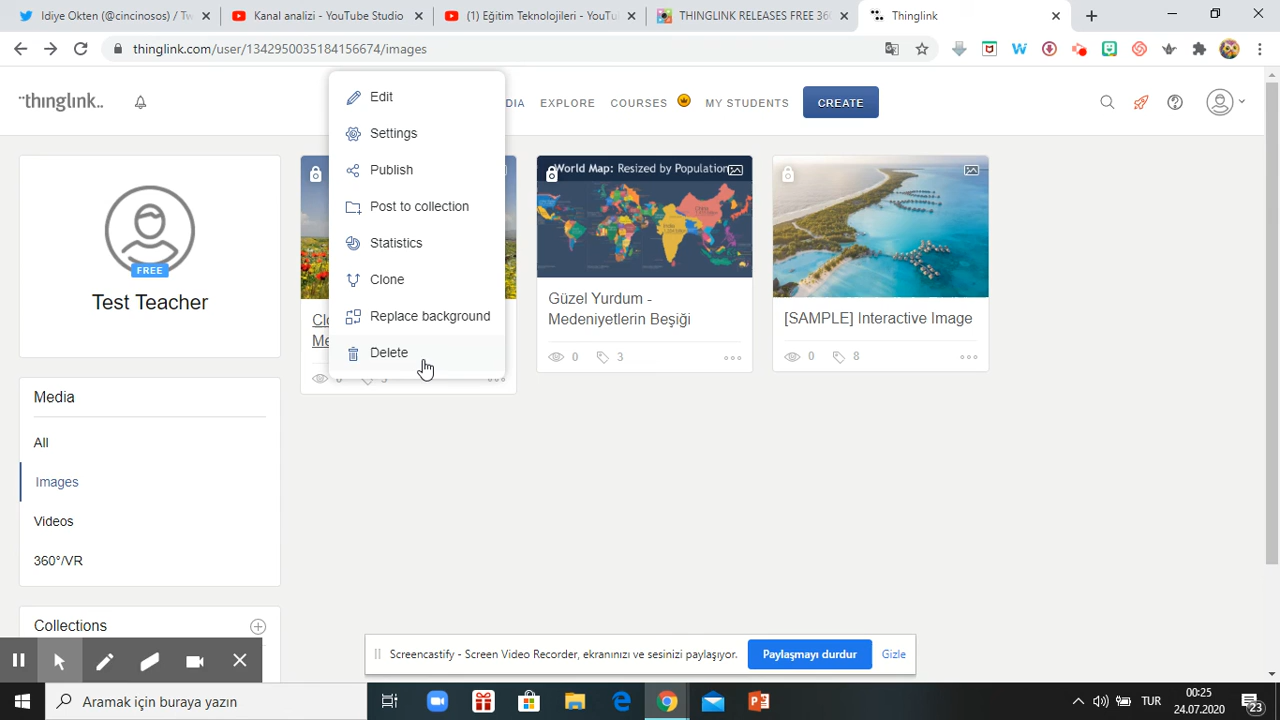 Idiye Okten (@cincinosos) / Tw
Kanal analizi - YouTube Studio
(1) Eğitim Teknolojileri - YouTu
THINGLINK RELEASES FREE 36
Thinglink
thinglink.com/user/1342950035184156674/images
thinglink..
DIA
EXPLORE
COURSES
MY STUDENTS
CREATE
Edit
Settings
Publish
Post to collection
Statistics
Clone
Replace background
Delete
FREE
Test Teacher
World Map: Resized by Population
Güzel Yurdum -
Medeniyetlerin Beşiği
0 3
[SAMPLE] Interactive Image
0 8
Media
All
Images
Videos
360°/VR
Collections
Screencastify - Screen Video Recorder, ekranınızı ve sesinizi paylaşıyor.
Paylaşmayı durdur
Gizle
Aramak için buraya yazın
TUR
00:25
24.07.2020
23